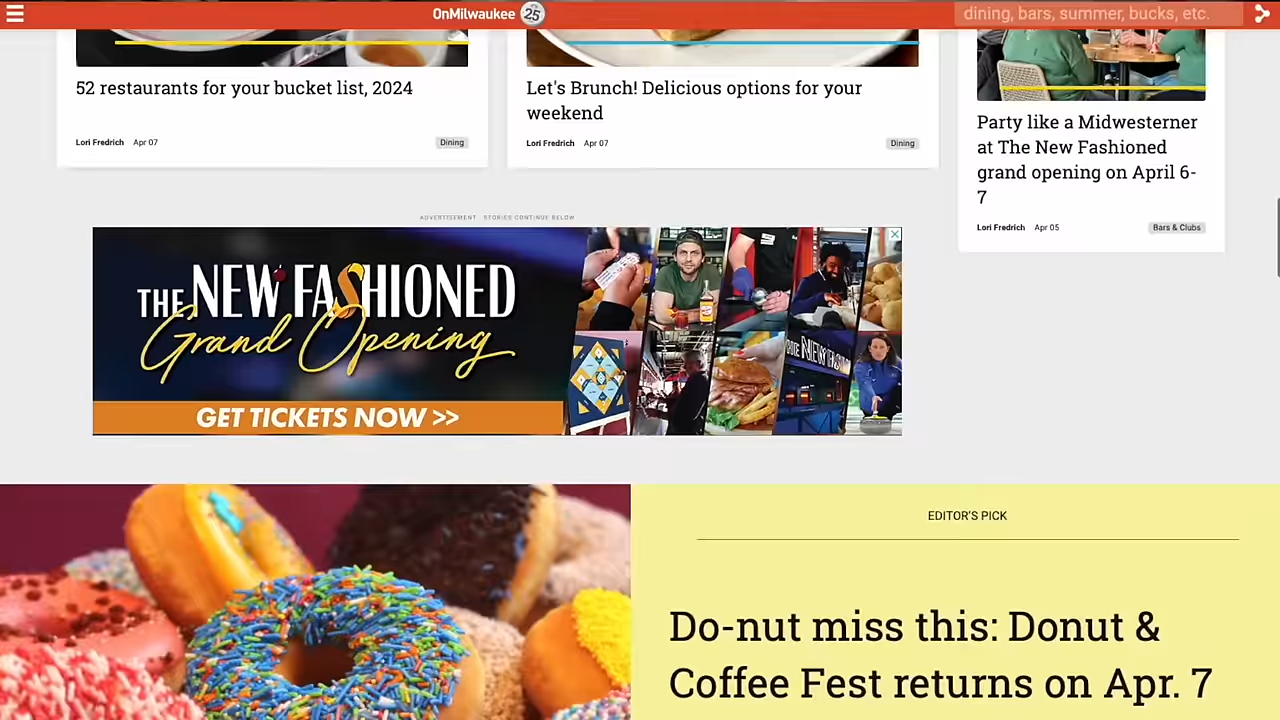 OnMilwaukee 25
dining, bars, summer, bucks, etc.
52 restaurants for your bucket list, 2024
Lori Fredrich Apr 07 Dining
Let's Brunch! Delicious options for your
weekend
Lori Fredrich Apr 07 Dining
Party like a Midwesterner
at The New Fashioned
grand opening on April 6-
7
Lori Fredrich Apr 05 Bars & Clubs
ADVERTISEMENT STORIES CONTINUE BELOW
THE NEW FASHIONED
Grand Opening
GET TICKETS NOW >>
EDITOR'S PICK
Do-nut miss this: Donut &
Coffee Fest returns on Apr. 7